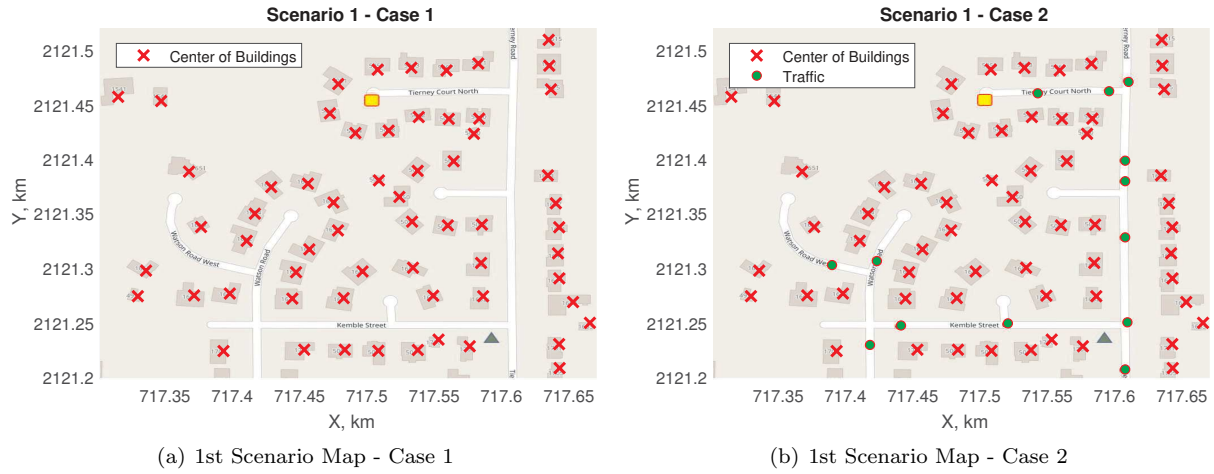 Scenario 1 - Case 1
Center of Buildings
Tierney Court North
Watson Road West
Watson Road
Kemble Street
2121.5
2121.45
2121.4
2121.35
2121.3
2121.25
2121.2
Y, km
717.35 717.4 717.45 717.5 717.55 717.6 717.65
X, km
(a) 1st Scenario Map - Case 1
Scenario 1 - Case 2
Center of Buildings
Traffic
Tierney Court North
Watson Road West
Kemble Street
2121.5
2121.45
2121.4
2121.35
2121.3
2121.25
2121.2
Y, km
717.35 717.4 717.45 717.5 717.55 717.6 717.65
X, km
(b) 1st Scenario Map - Case 2